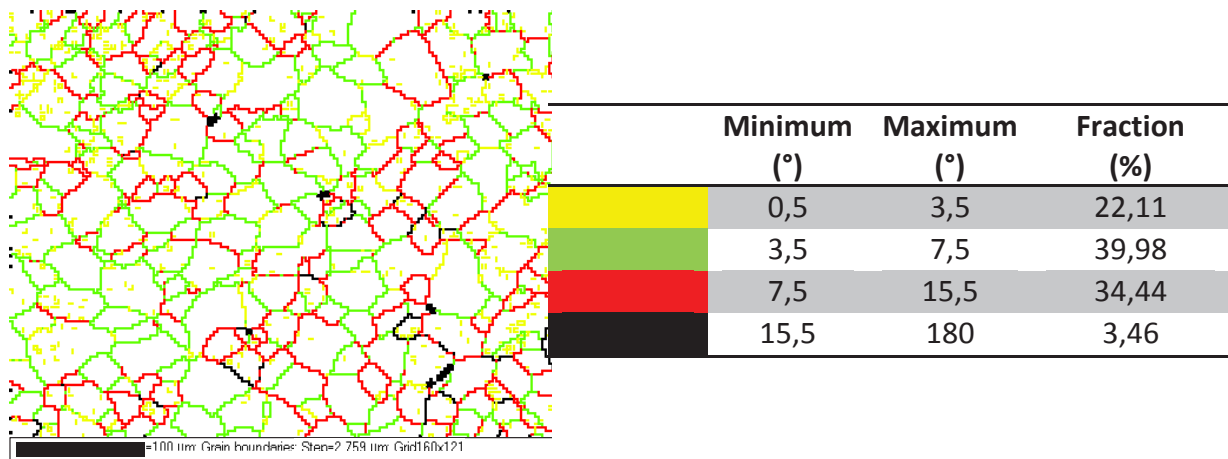 Minimum Maximum Fraction
(°) (°) (%)
0,5 3,5 22,11
3,5 7,5 39,98
7,5 15,5 34,44
15,5 180 3,46
=100 µm; Grain boundaries; Step=2.759 µm; Grid160x121